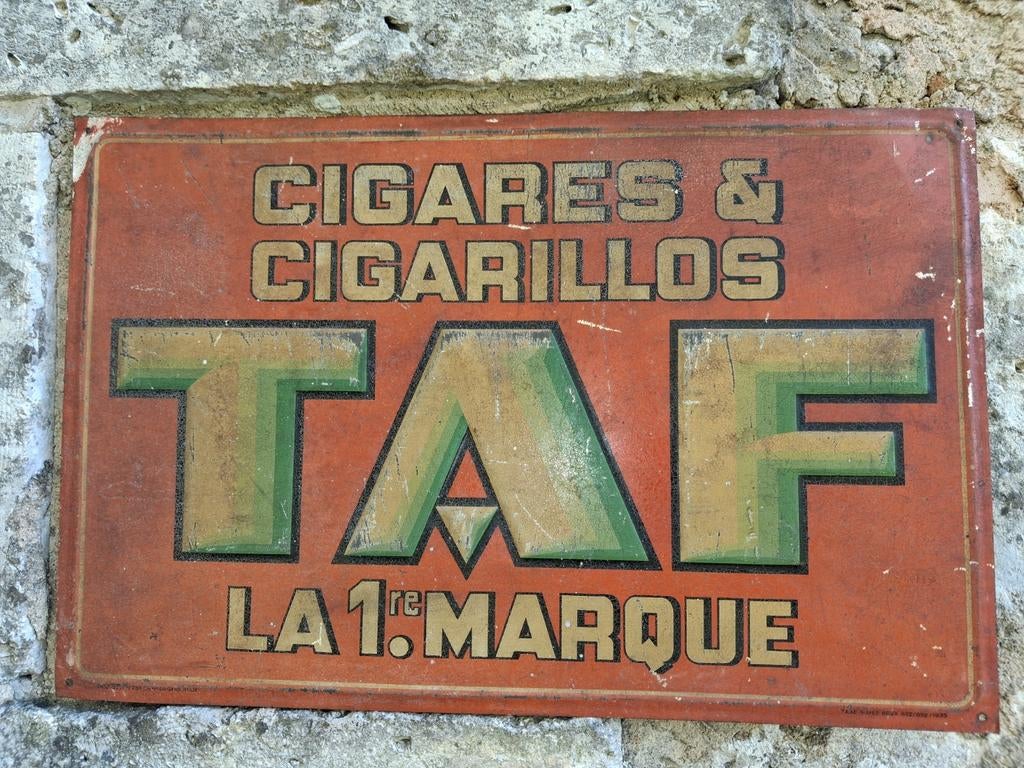 CIGARES &
CIGARILLOS
TAF
LA 1re. MARQUE